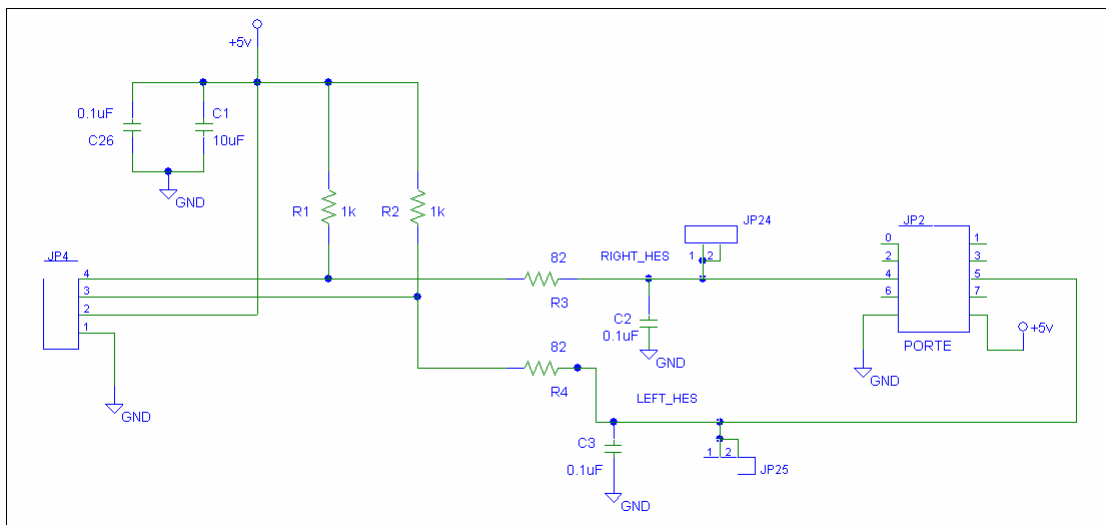 +5v
0.1uF
C26
C1
10uF
GND
R1
1k
R2
1k
JP4
4
3
2
1
GND
82
R3
RIGHT_HES
JP24
1 2
C2
0.1uF
GND
82
R4
LEFT_HES
C3
0.1uF
GND
1 2
JP25
JP2
0
2
4
6
1
3
5
7
PORTE
GND
+5v